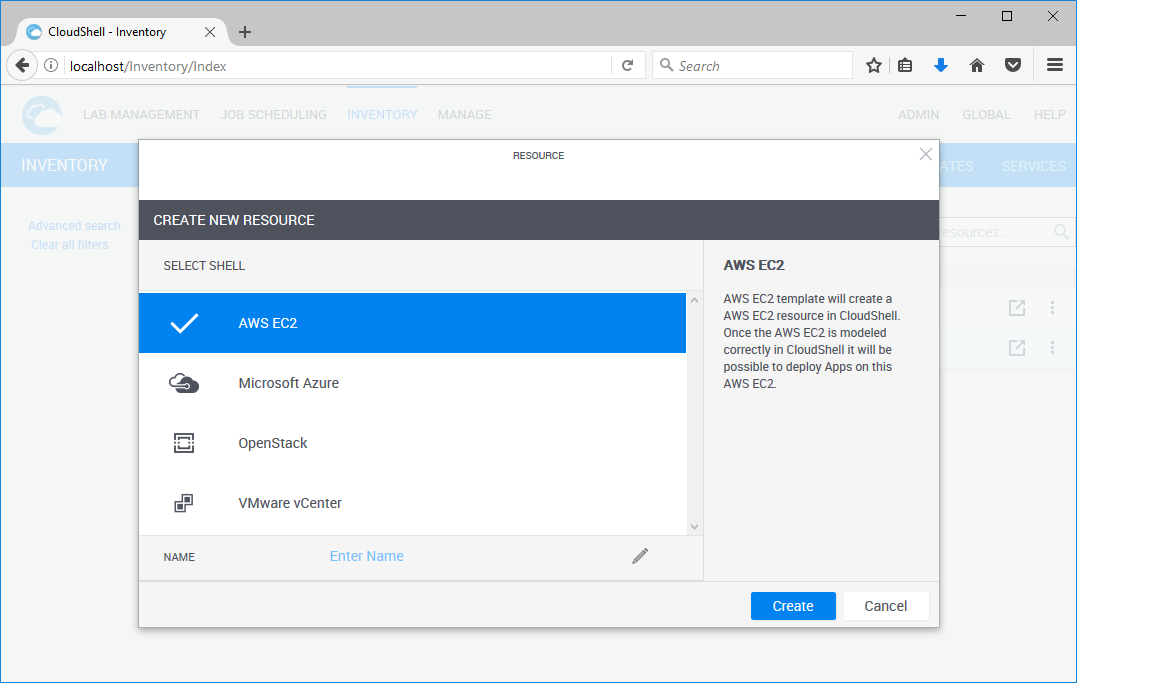 CloudShell - Inventory
localhost/Inventory/Index
Search
LAB MANAGEMENT JOB SCHEDULING INVENTORY MANAGE ADMIN GLOBAL HELP
RESOURCE
INVENTORY
SERVICES
CREATE NEW RESOURCE
Advanced search
Clear all filters
resources...
SELECT SHELL
AWS EC2
Microsoft Azure
OpenStack
VMware vCenter
NAME Enter Name
AWS EC2
AWS EC2 template will create a
AWS EC2 resource in CloudShell.
Once the AWS EC2 is modeled
correctly in CloudShell it will be
possible to deploy Apps on this
AWS EC2.
Create Cancel